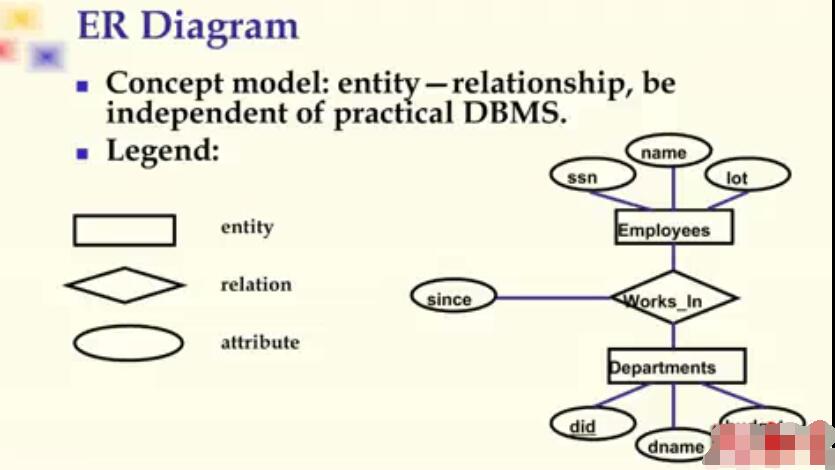 ER Diagram
Concept model: entity—relationship, be
independent of practical DBMS.
Legend:
entity
relation
attribute
name
ssn
lot
Employees
since
Works_In
Departments
did
dname